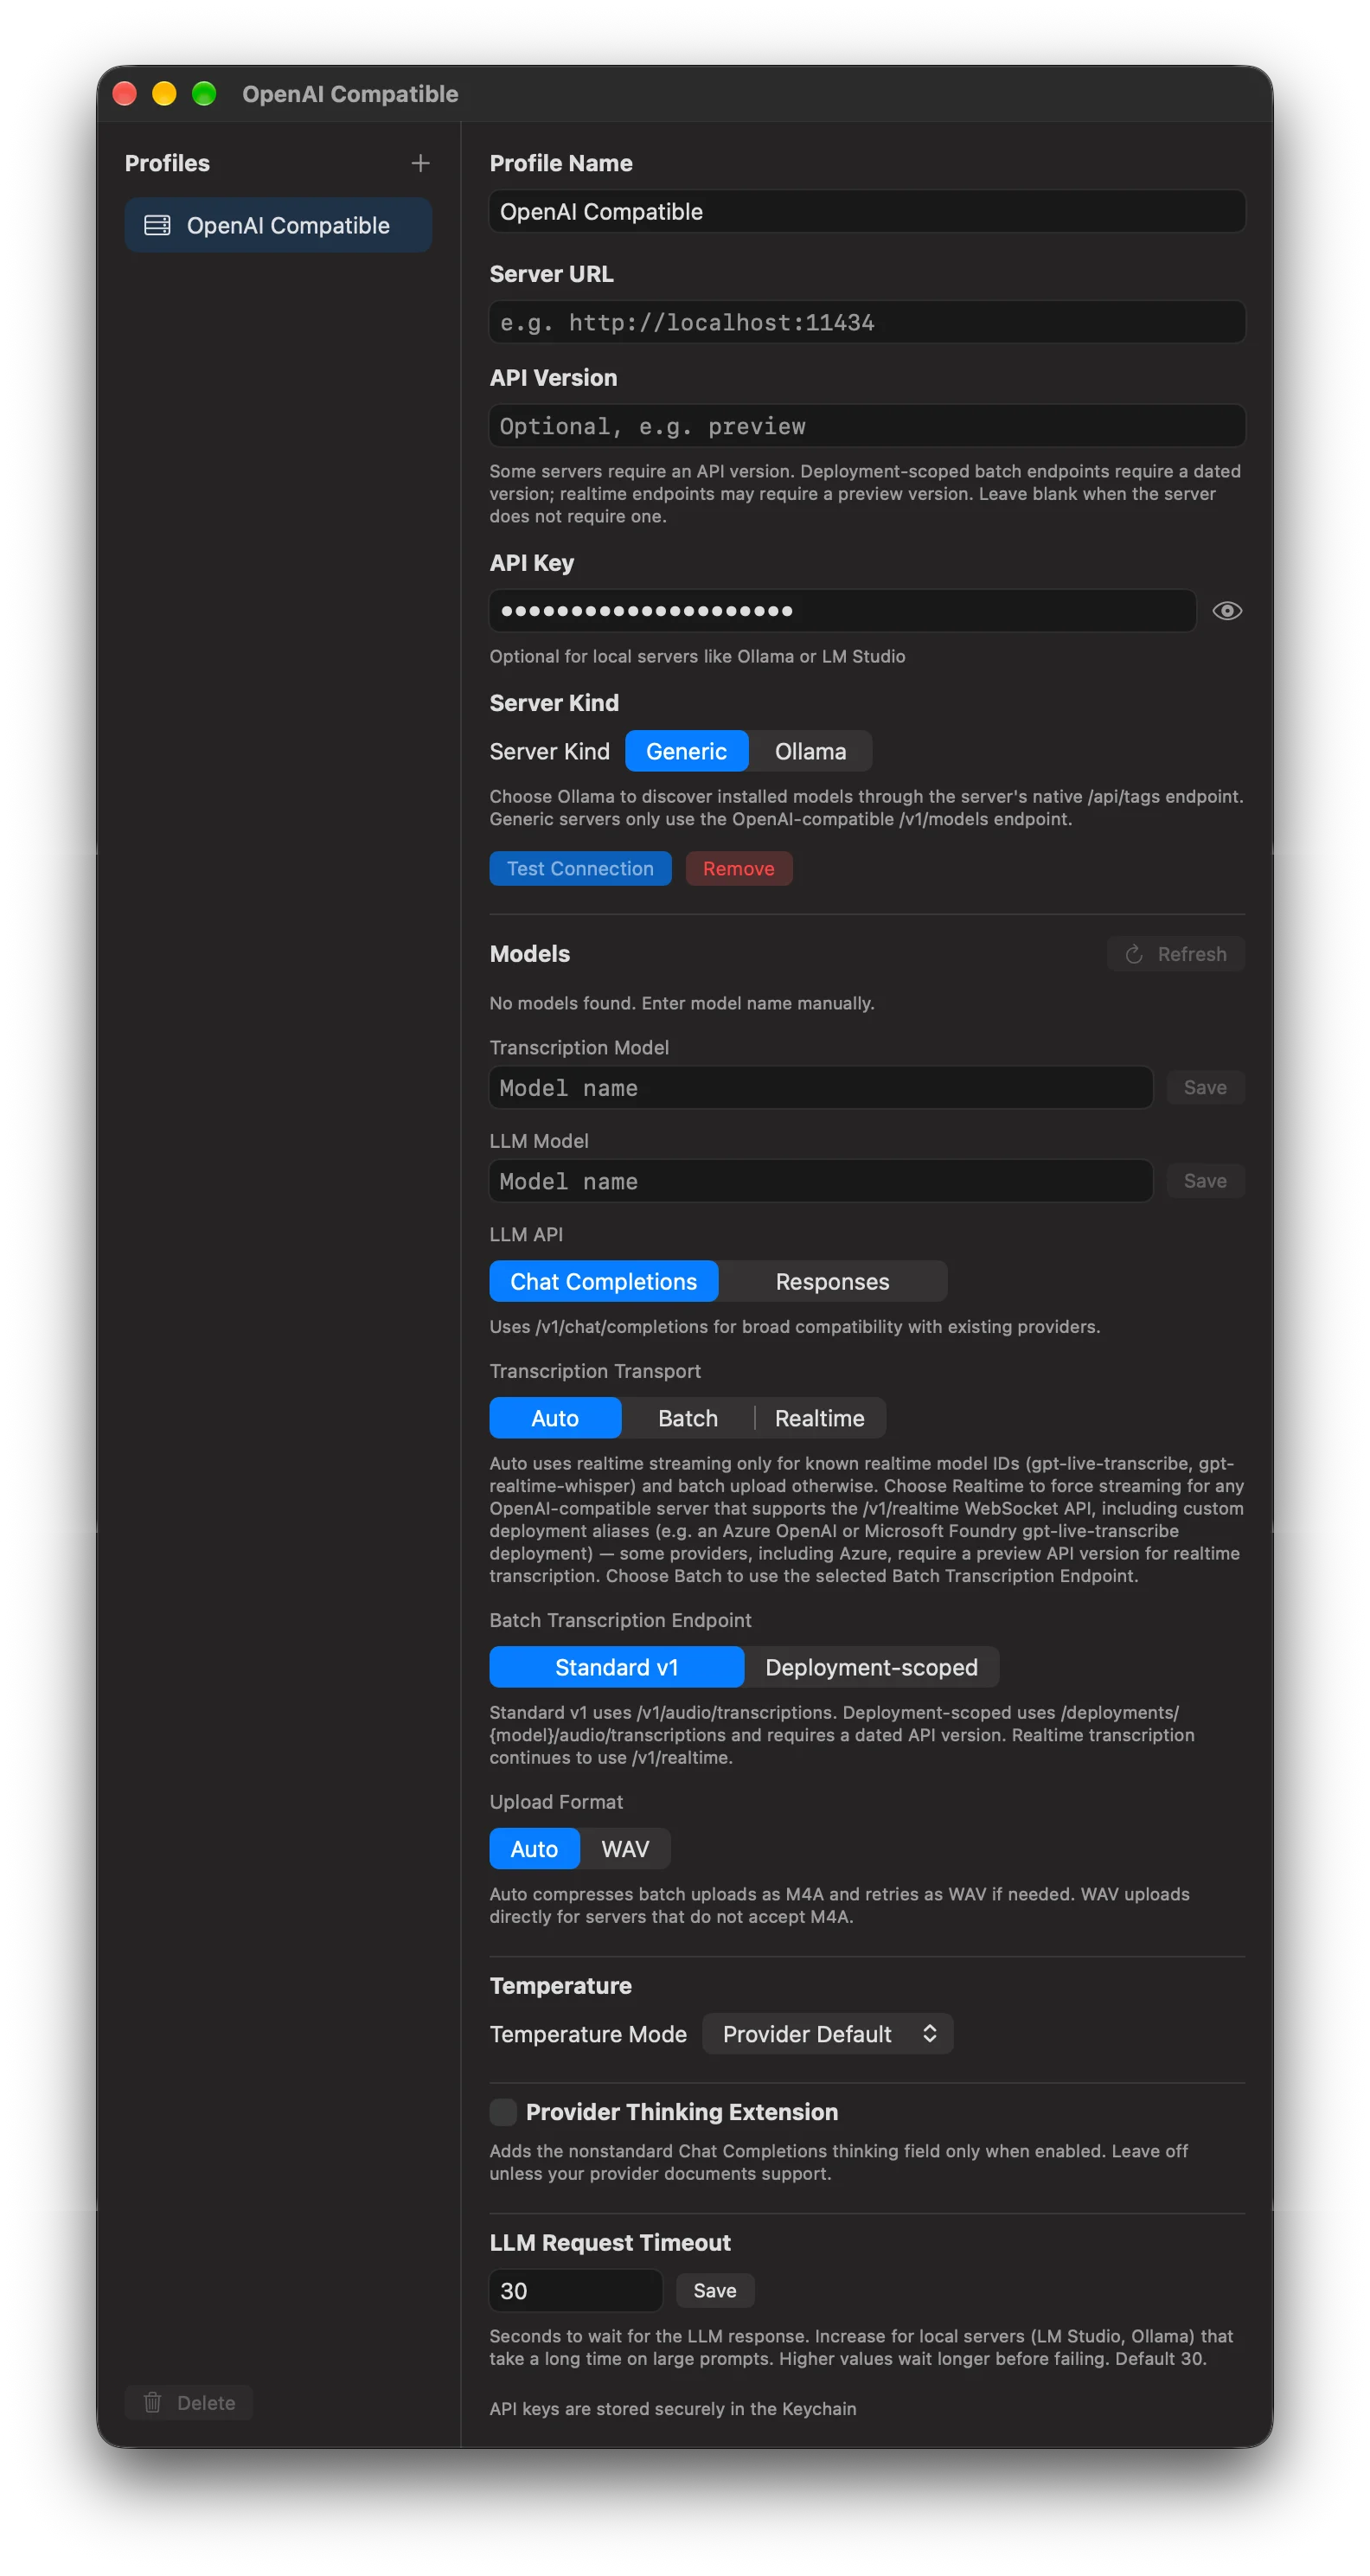 OpenAI Compatible
Profiles
OpenAI Compatible
Delete
Profile Name
OpenAI Compatible
Server URL
e.g. http://localhost:11434
API Version
Optional, e.g. preview
Some servers require an API version. Deployment-scoped batch endpoints require a dated
version; realtime endpoints may require a preview version. Leave blank when the server
does not require one.
API Key
●●●●●●●●●●●●●●●●●●●●●
Optional for local servers like Ollama or LM Studio
Server Kind
Server Kind Generic Ollama
Choose Ollama to discover installed models through the server's native /api/tags endpoint.
Generic servers only use the OpenAI-compatible /v1/models endpoint.
Test Connection Remove
Models Refresh
No models found. Enter model name manually.
Transcription Model
Model name Save
LLM Model
Model name Save
LLM API
Chat Completions Responses
Uses /v1/chat/completions for broad compatibility with existing providers.
Transcription Transport
Auto Batch Realtime
Auto uses realtime streaming only for known realtime model IDs (gpt-live-transcribe, gpt-
realtime-whisper) and batch upload otherwise. Choose Realtime to force streaming for any
OpenAI-compatible server that supports the /v1/realtime WebSocket API, including custom
deployment aliases (e.g. an Azure OpenAI or Microsoft Foundry gpt-live-transcribe
deployment) — some providers, including Azure, require a preview API version for realtime
transcription. Choose Batch to use the selected Batch Transcription Endpoint.
Batch Transcription Endpoint
Standard v1 Deployment-scoped
Standard v1 uses /v1/audio/transcriptions. Deployment-scoped uses /deployments/
{model}/audio/transcriptions and requires a dated API version. Realtime transcription
continues to use /v1/realtime.
Upload Format
Auto WAV
Auto compresses batch uploads as M4A and retries as WAV if needed. WAV uploads
directly for servers that do not accept M4A.
Temperature
Temperature Mode Provider Default
Provider Thinking Extension
Adds the nonstandard Chat Completions thinking field only when enabled. Leave off
unless your provider documents support.
LLM Request Timeout
30 Save
Seconds to wait for the LLM response. Increase for local servers (LM Studio, Ollama) that
take a long time on large prompts. Higher values wait longer before failing. Default 30.
API keys are stored securely in the Keychain